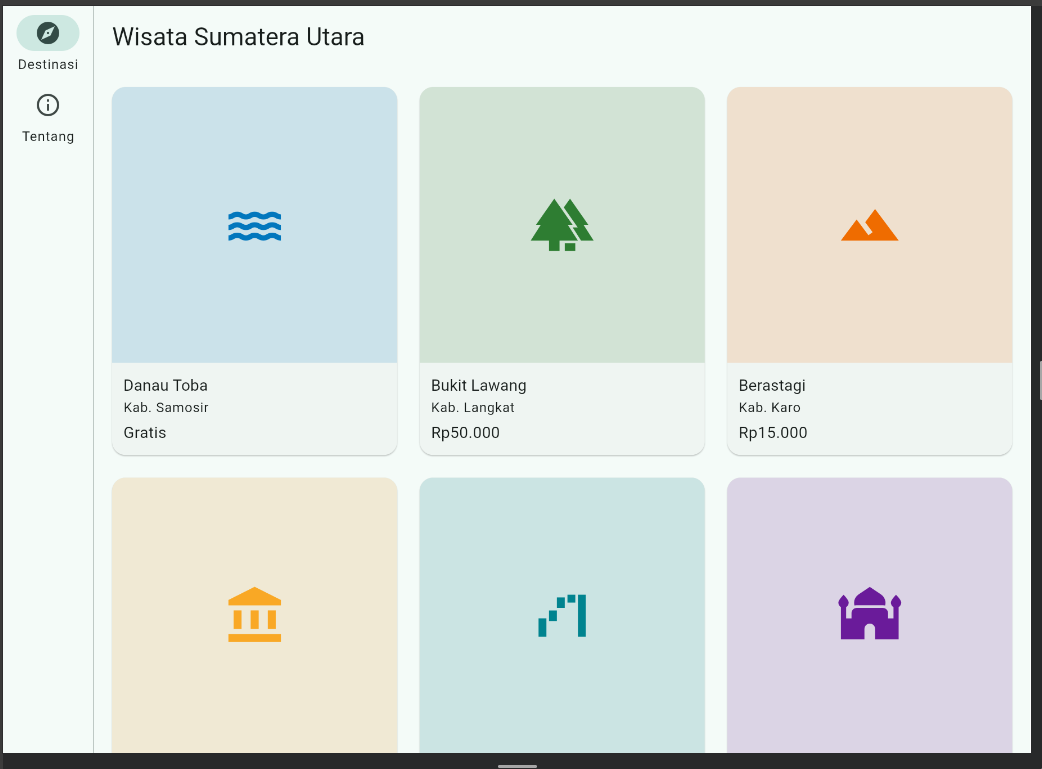 Wisata Sumatera Utara
Destinasi
Tentang
Danau Toba
Kab. Samosir
Gratis
Bukit Lawang
Kab. Langkat
Rp50.000
Berastagi
Kab. Karo
Rp15.000